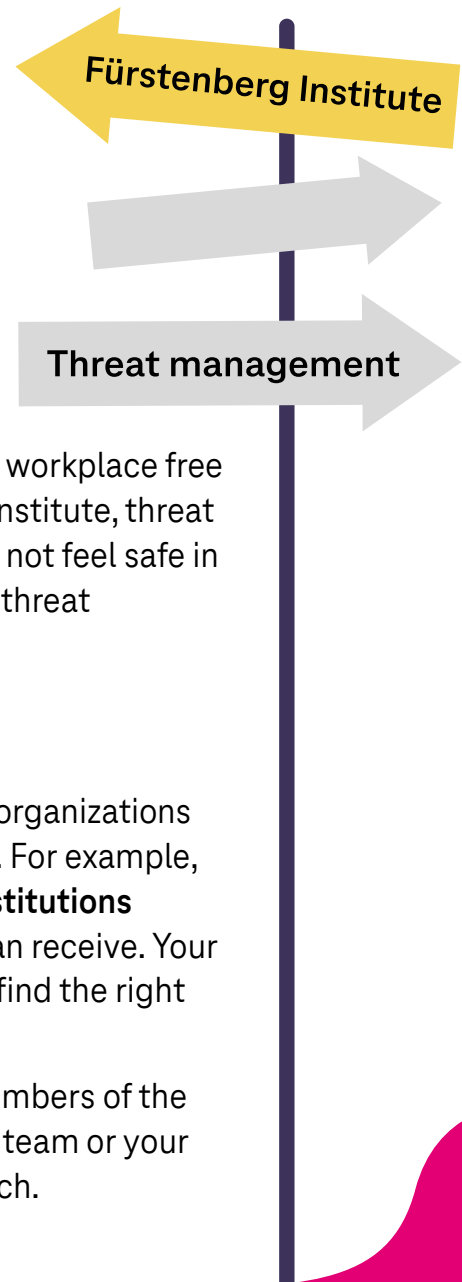 Fürstenberg Institute
Threat management
workplace free
nstitute, threat
not feel safe in
threat
organizations
. For example,
stitutions
an receive. Your
find the right
mbers of the
team or your
ch.